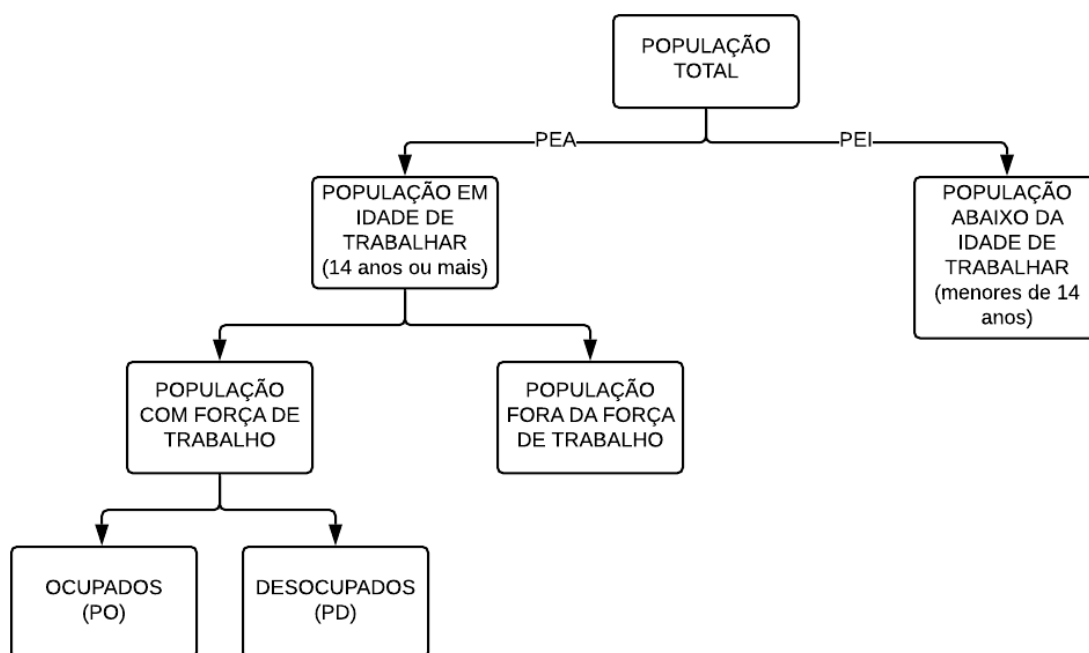 POPULAÇÃO
TOTAL
PEA
PEI
POPULAÇÃO EM
IDADE DE
TRABALHAR
(14 anos ou mais)
POPULAÇÃO
ABAIXO DA
IDADE DE
TRABALHAR
(menores de 14
anos)
POPULAÇÃO
COM FORÇA DE
TRABALHO
POPULAÇÃO
FORA DA FORÇA
DE TRABALHO
OCUPADOS
(PO)
DESOCUPADOS
(PD)